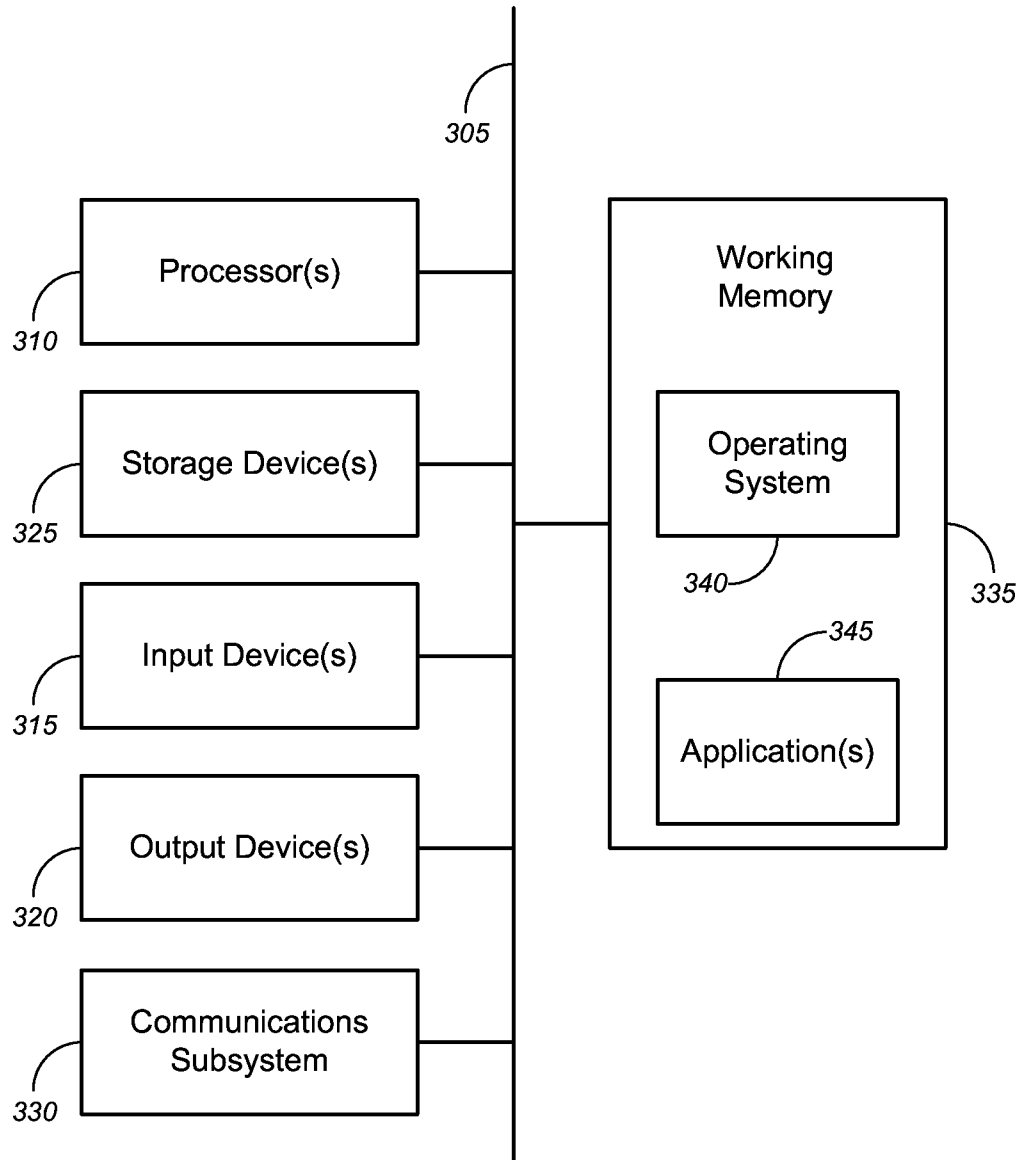 305
Processor(s)
310
Storage Device(s)
325
Input Device(s)
315
Output Device(s)
320
Communications
Subsystem
330
Working
Memory
Operating
System
340
335
345
Application(s)